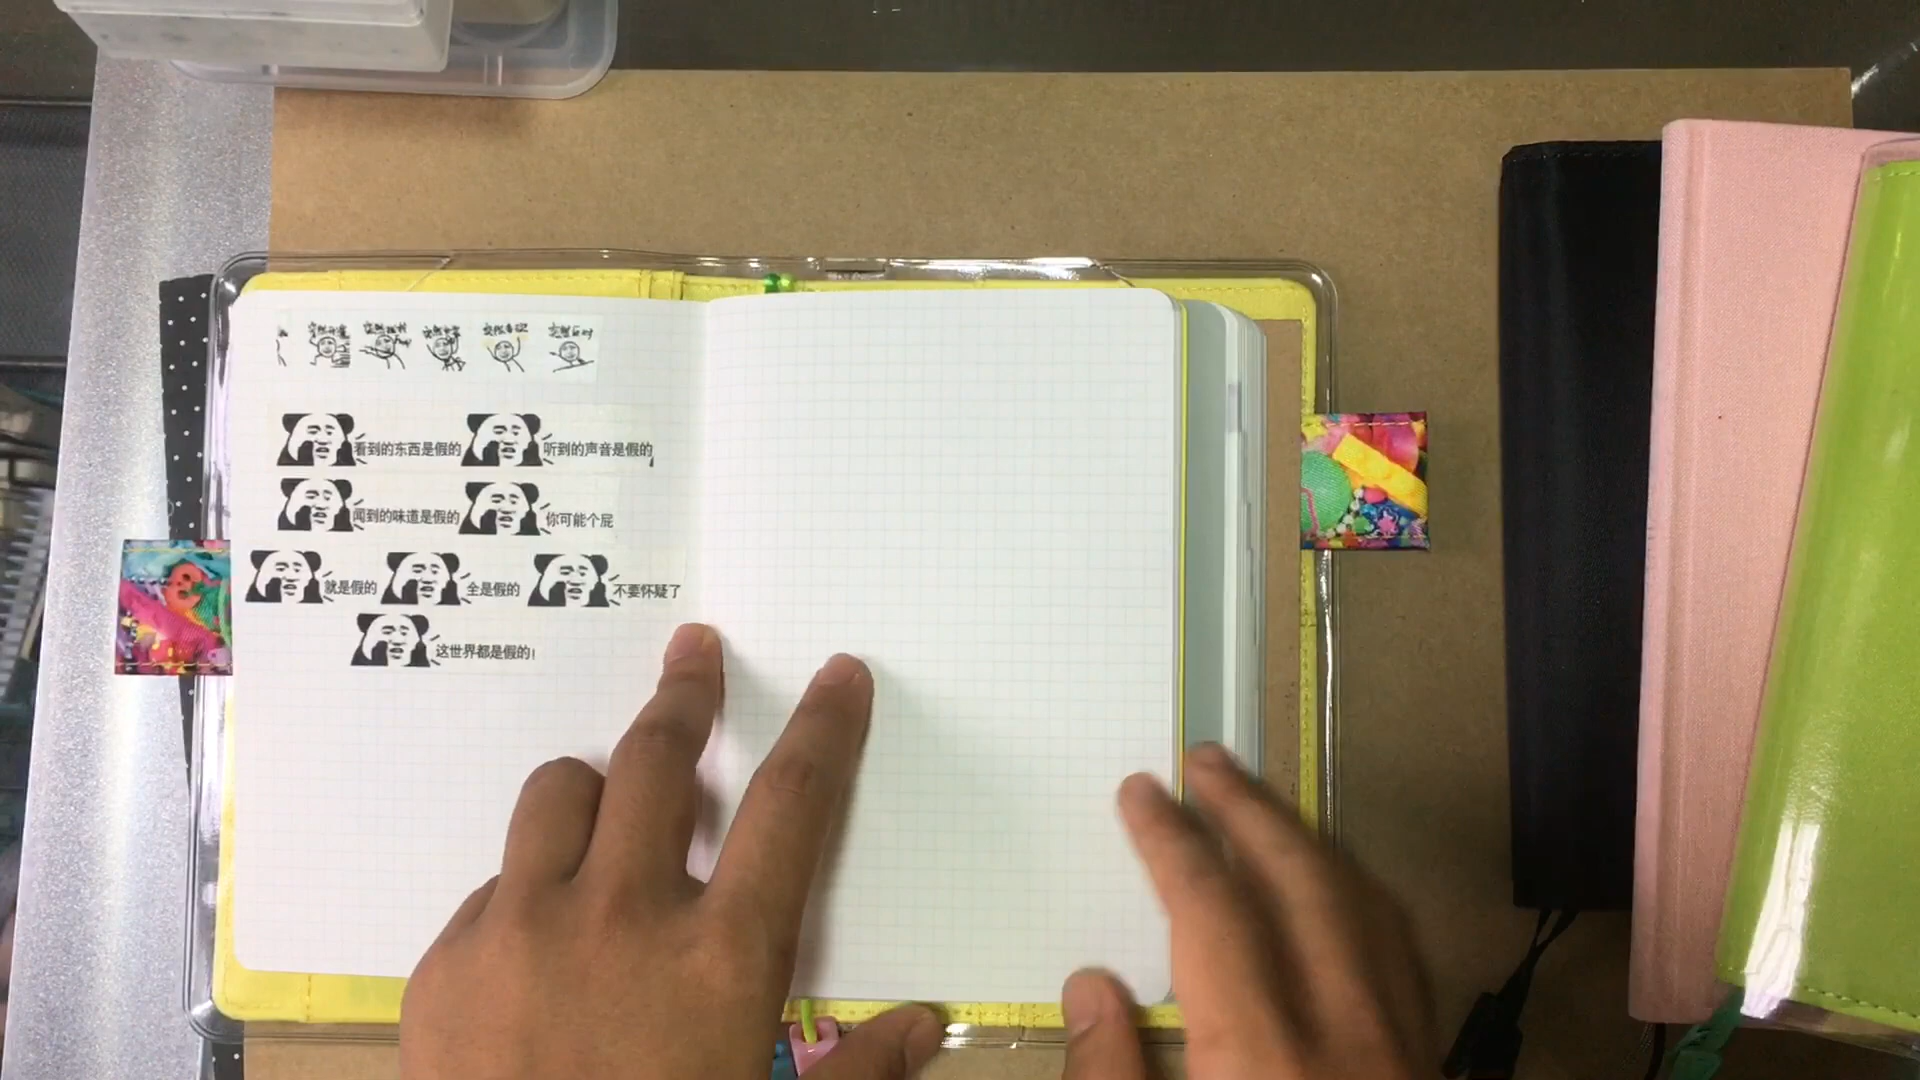 看到的东西是假的 听到的声音是假的
闻到的味道是假的 你可能个屁
就是假的 全是假的 不要怀疑了
这世界都是假的!